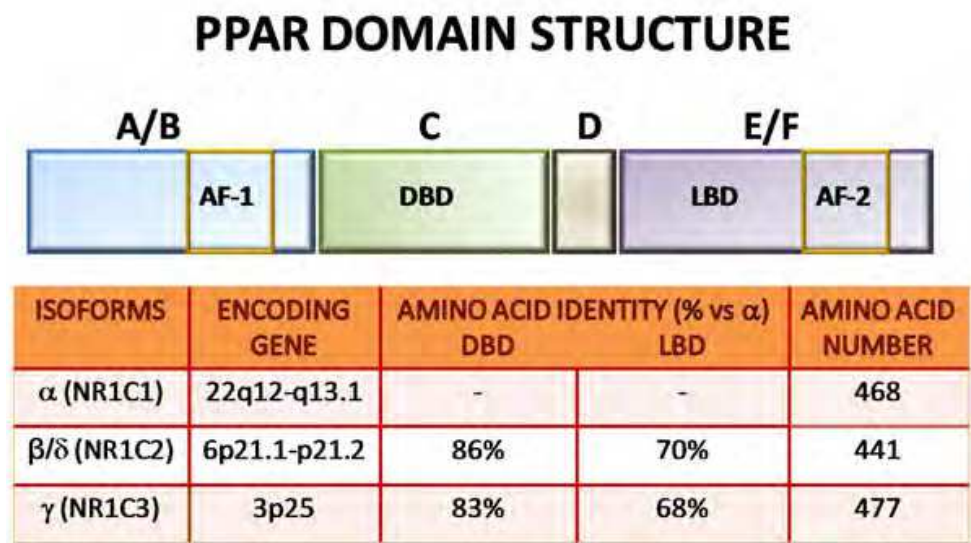 PPAR DOMAIN STRUCTURE
A/B C D E/F
AF-1 DBD LBD AF-2
ISOFORMS ENCODING GENE AMINO ACID IDENTITY (% vs α) DBD LBD AMINO ACID NUMBER
α (NR1C1) 22q12-q13.1 - - 468
β/δ (NR1C2) 6p21.1-p21.2 86% 70% 441
γ (NR1C3) 3p25 83% 68% 477